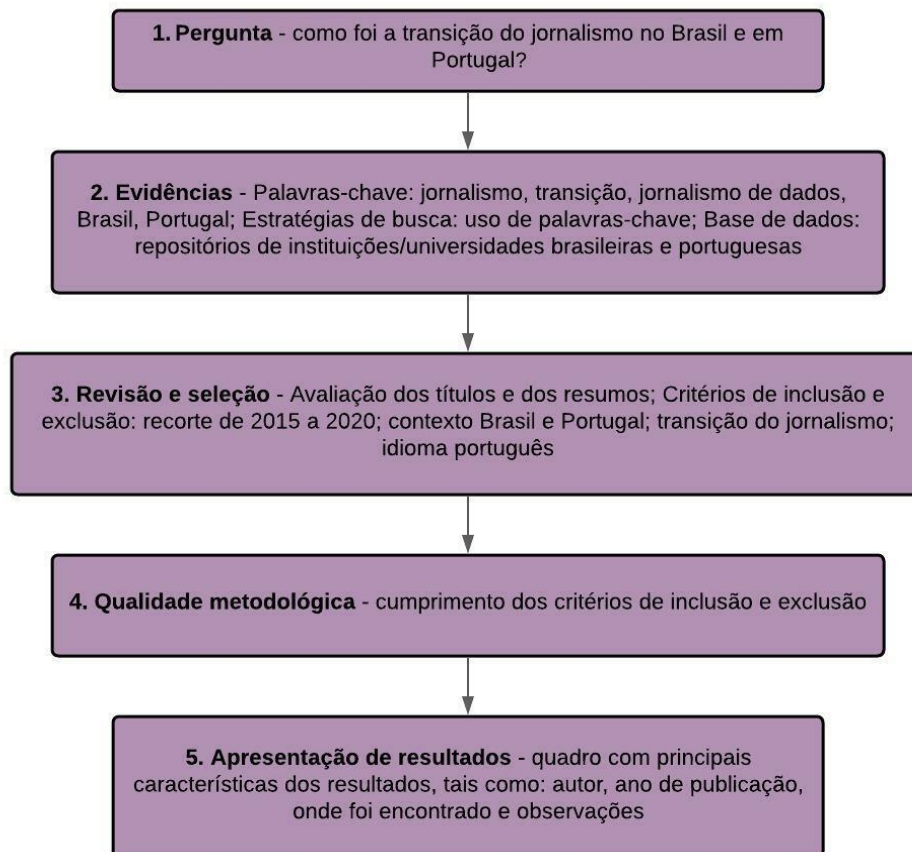 1. Pergunta - como foi a transição do jornalismo no Brasil e em
Portugal?
2. Evidências - Palavras-chave: jornalismo, transição, jornalismo de dados,
Brasil, Portugal; Estratégias de busca: uso de palavras-chave; Base de dados:
repositórios de instituições/universidades brasileiras e portuguesas
3. Revisão e seleção - Avaliação dos títulos e dos resumos; Critérios de inclusão e
exclusão: recorte de 2015 a 2020; contexto Brasil e Portugal; transição do jornalismo;
idioma português
4. Qualidade metodológica - cumprimento dos critérios de inclusão e exclusão
5. Apresentação de resultados - quadro com principais
características dos resultados, tais como: autor, ano de publicação,
onde foi encontrado e observações